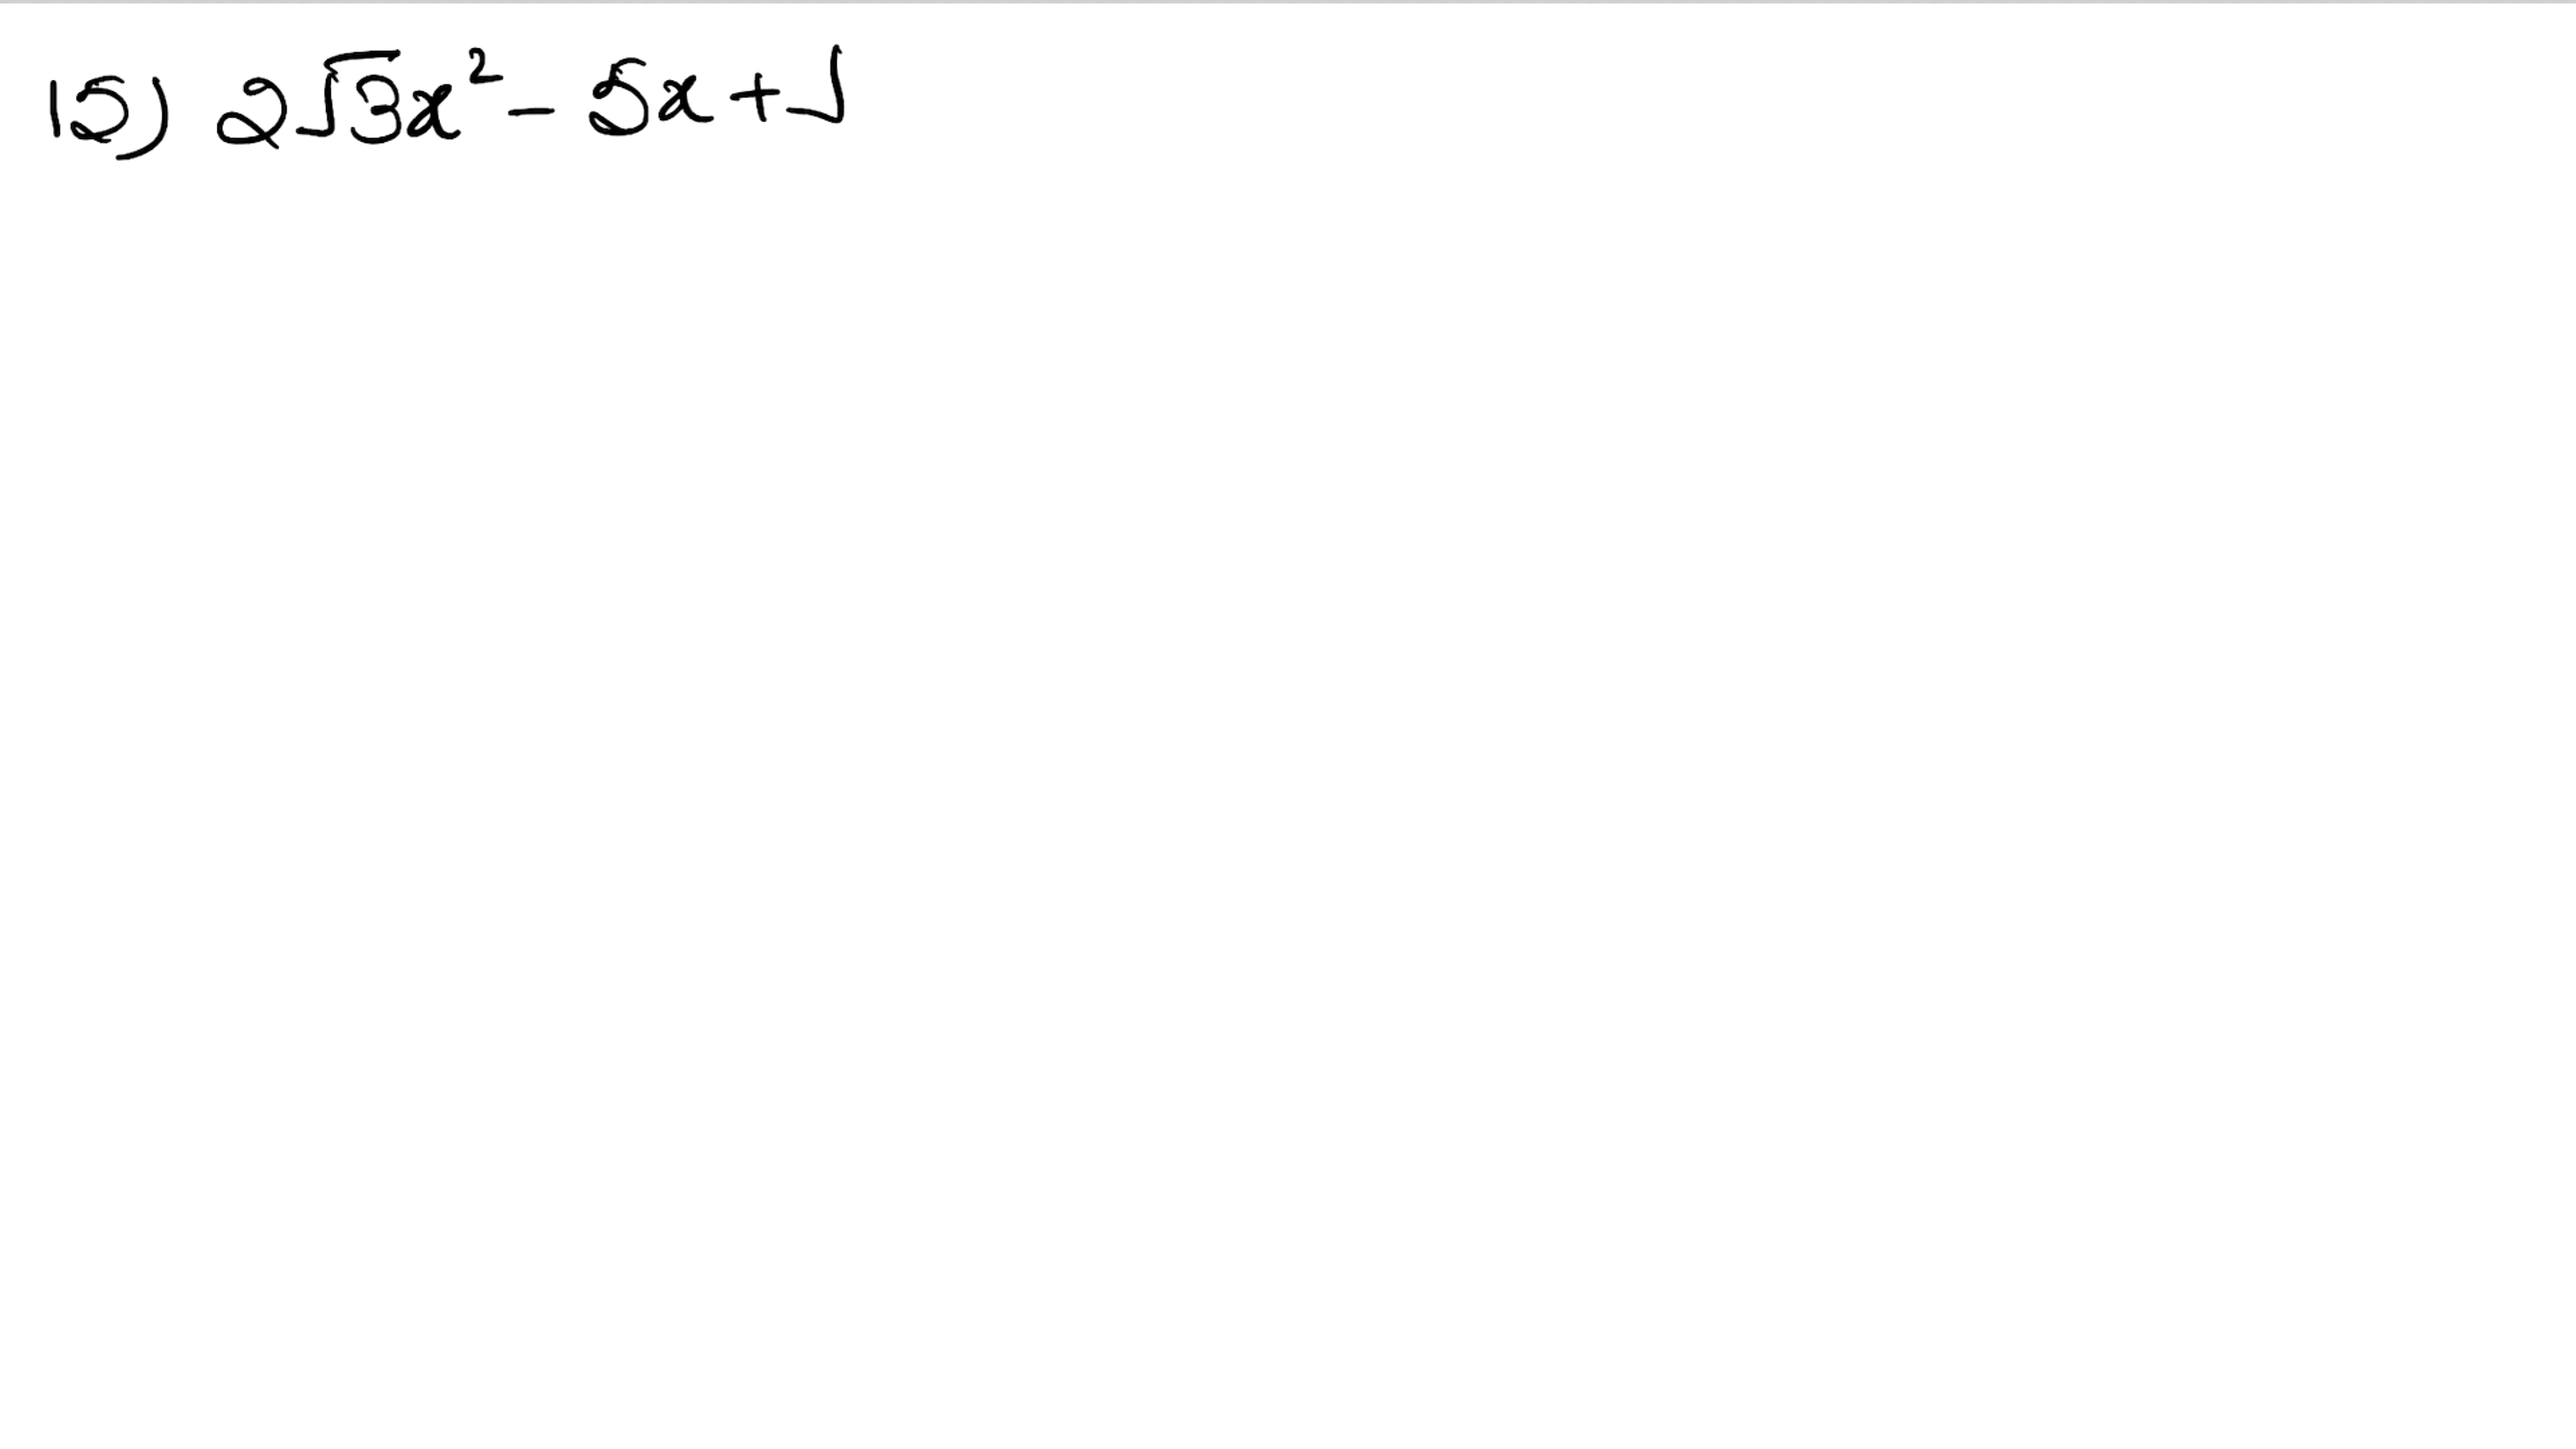 15) 2√3x² - 5x + √